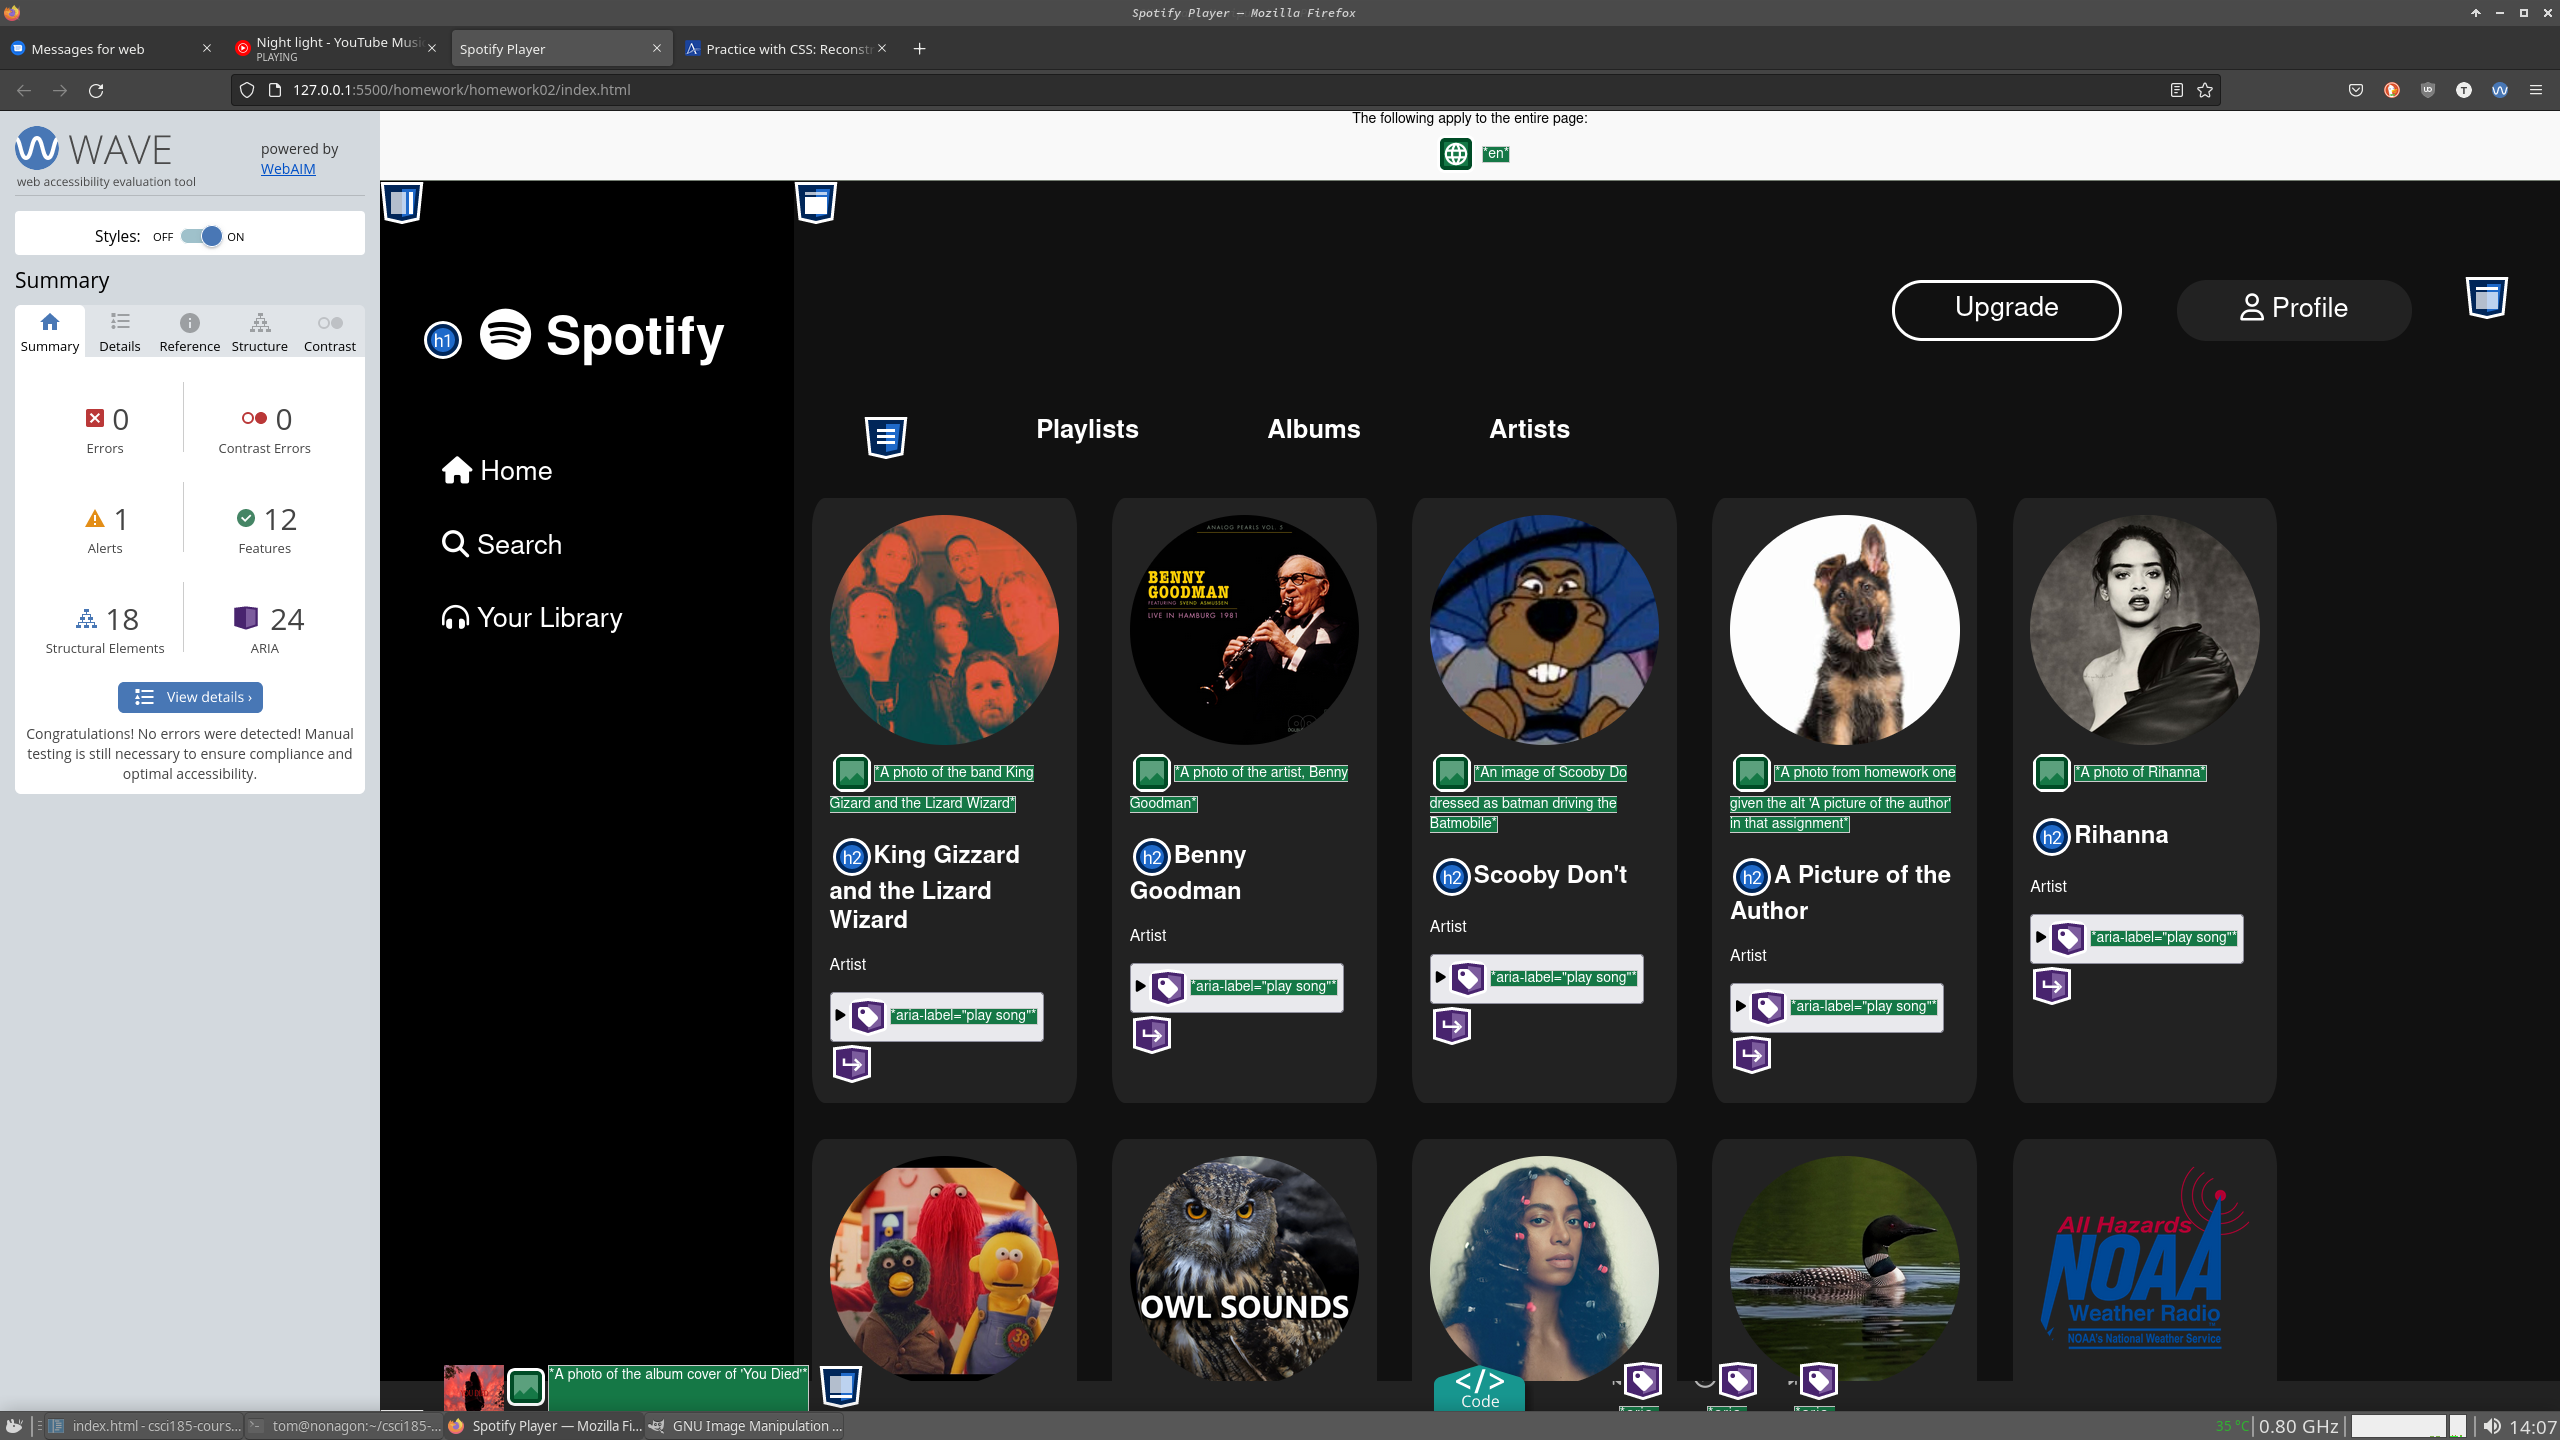 Spotify Player — Mozilla Firefox
Messages for web
Night light - YouTube Music
PLAYING
Spotify Player
Practice with CSS: Reconstr
127.0.0.1:5500/homework/homework02/index.html
WAVE
powered by
WebAIM
web accessibility evaluation tool
Styles: OFF ON
Summary
Summary Details Reference Structure Contrast
0 Errors
0 Contrast Errors
1 Alerts
12 Features
18 Structural Elements
24 ARIA
View details ›
Congratulations! No errors were detected! Manual
testing is still necessary to ensure compliance and
optimal accessibility.
The following apply to the entire page:
*en*
h1 Spotify
Home
Search
Your Library
Upgrade
Profile
Playlists Albums Artists
*A photo of the band King
Gizard and the Lizard Wizard*
h2 King Gizzard
and the Lizard
Wizard
Artist
*aria-label="play song"*
ANALOG PEARLS VOL. 3
BENNY
GOODMAN
FEATURING SVEND ASMUSSEN
LIVE IN HAMBURG 1981
*A photo of the artist, Benny
Goodman*
h2 Benny
Goodman
Artist
*aria-label="play song"*
*An image of Scooby Do
dressed as batman driving the
Batmobile*
h2 Scooby Don't
Artist
*aria-label="play song"*
*A photo from homework one
given the alt 'A picture of the author'
in that assignment*
h2 A Picture of the
Author
Artist
*aria-label="play song"*
*A photo of Rihanna*
h2 Rihanna
Artist
*aria-label="play song"*
38
OWL SOUNDS
All Hazards
NOAA
Weather Radio
NOAA's National Weather Service
*A photo of the album cover of 'You Died'*
</>
Code
index.html - csci185-cours...
tom@nonagon:~/csci185-...
Spotify Player — Mozilla Fi...
GNU Image Manipulation ...
35 °C
0.80 GHz
14:07